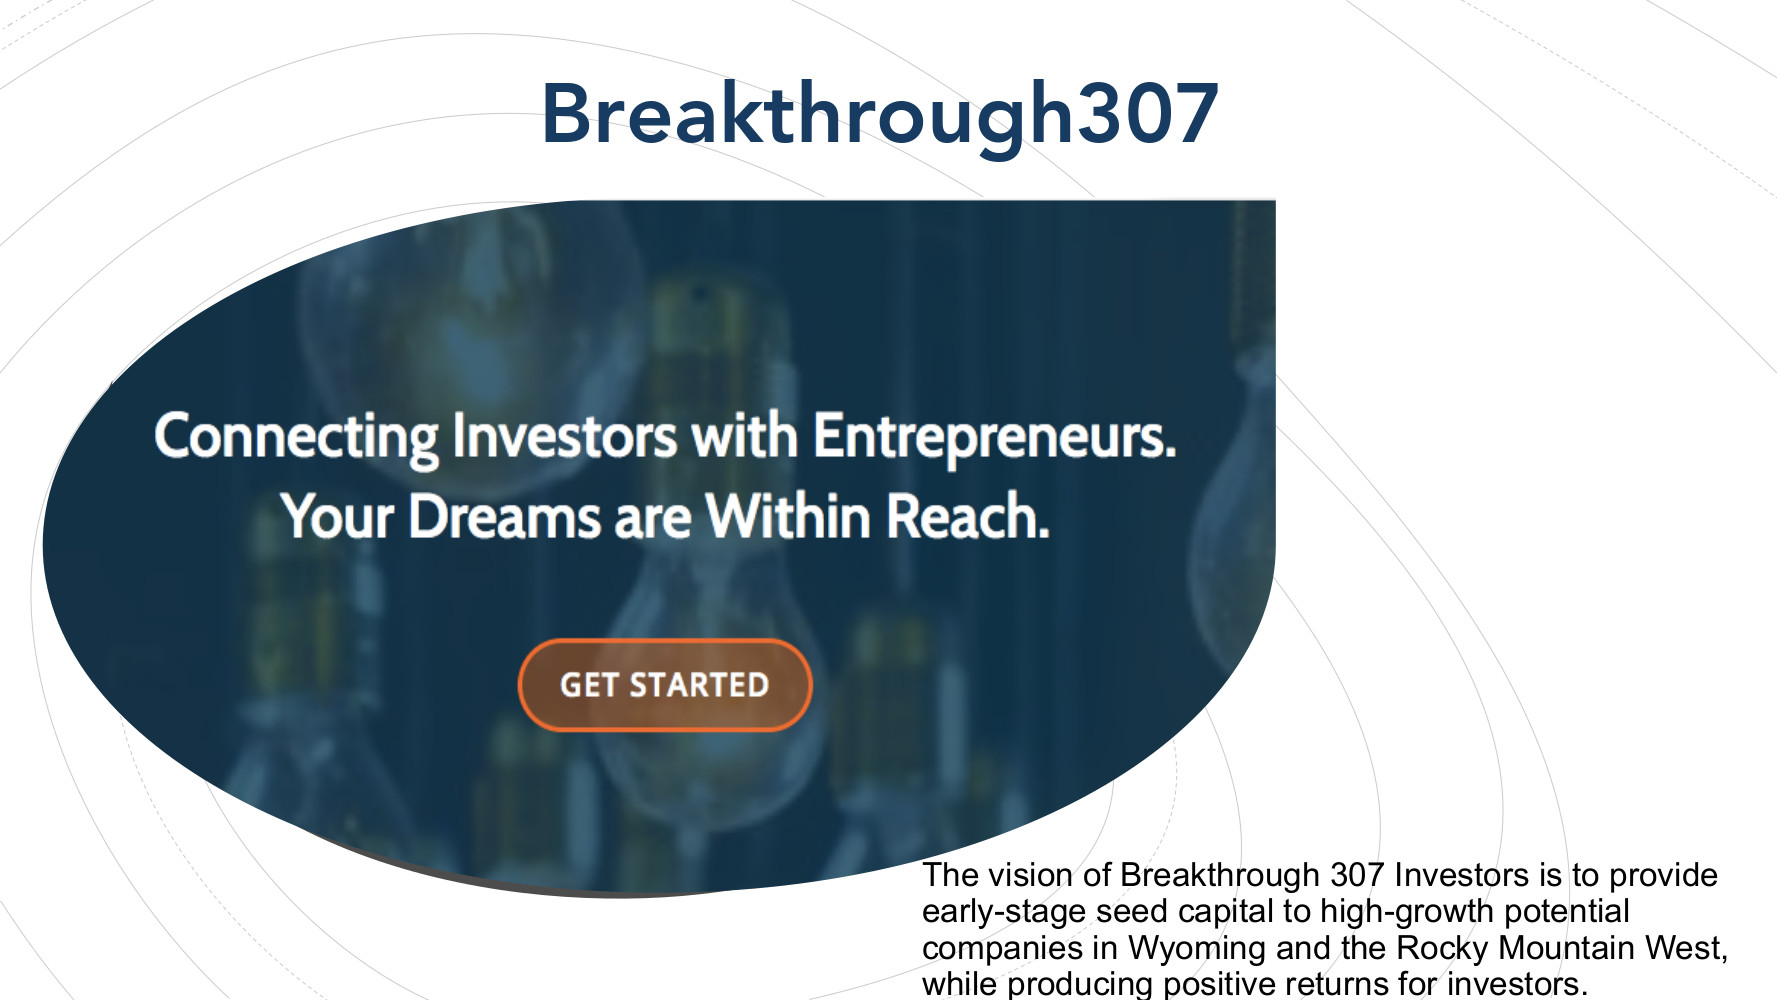 Breakthrough307
Connecting Investors with Entrepreneurs.
Your Dreams are Within Reach.
GET STARTED
The vision of Breakthrough 307 Investors is to provide
early-stage seed capital to high-growth potential
companies in Wyoming and the Rocky Mountain West,
while producing positive returns for investors.